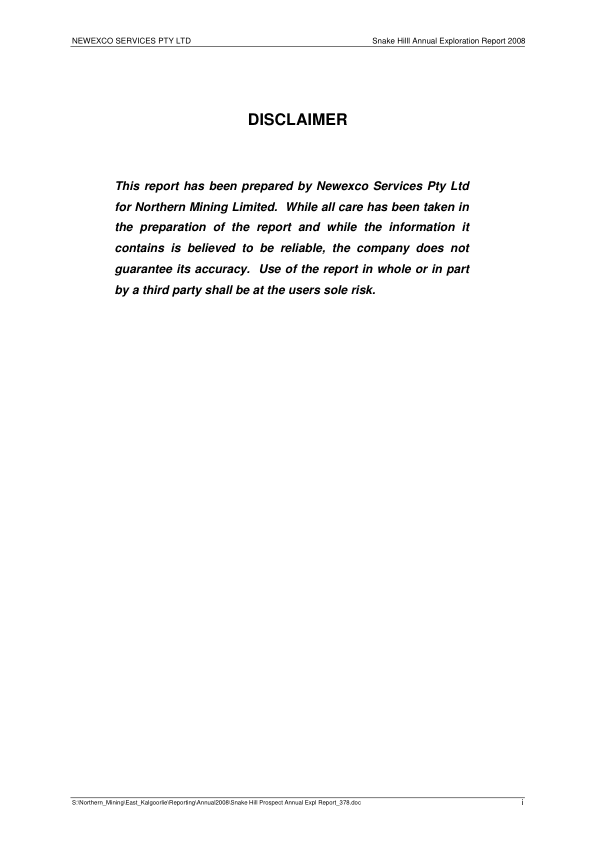 NEWEXCO SERVICES PTY LTD Snake Hilll Annual Exploration Report 2008
DISCLAIMER
This report has been prepared by Newexco Services Pty Ltd
for Northern Mining Limited. While all care has been taken in
the preparation of the report and while the information it
contains is believed to be reliable, the company does not
guarantee its accuracy. Use of the report in whole or in part
by a third party shall be at the users sole risk.
S:\Northern_Mining\East_Kalgoorlie\Reporting\Annual2008\Snake Hill Prospect Annual Expl Report_378.doc i